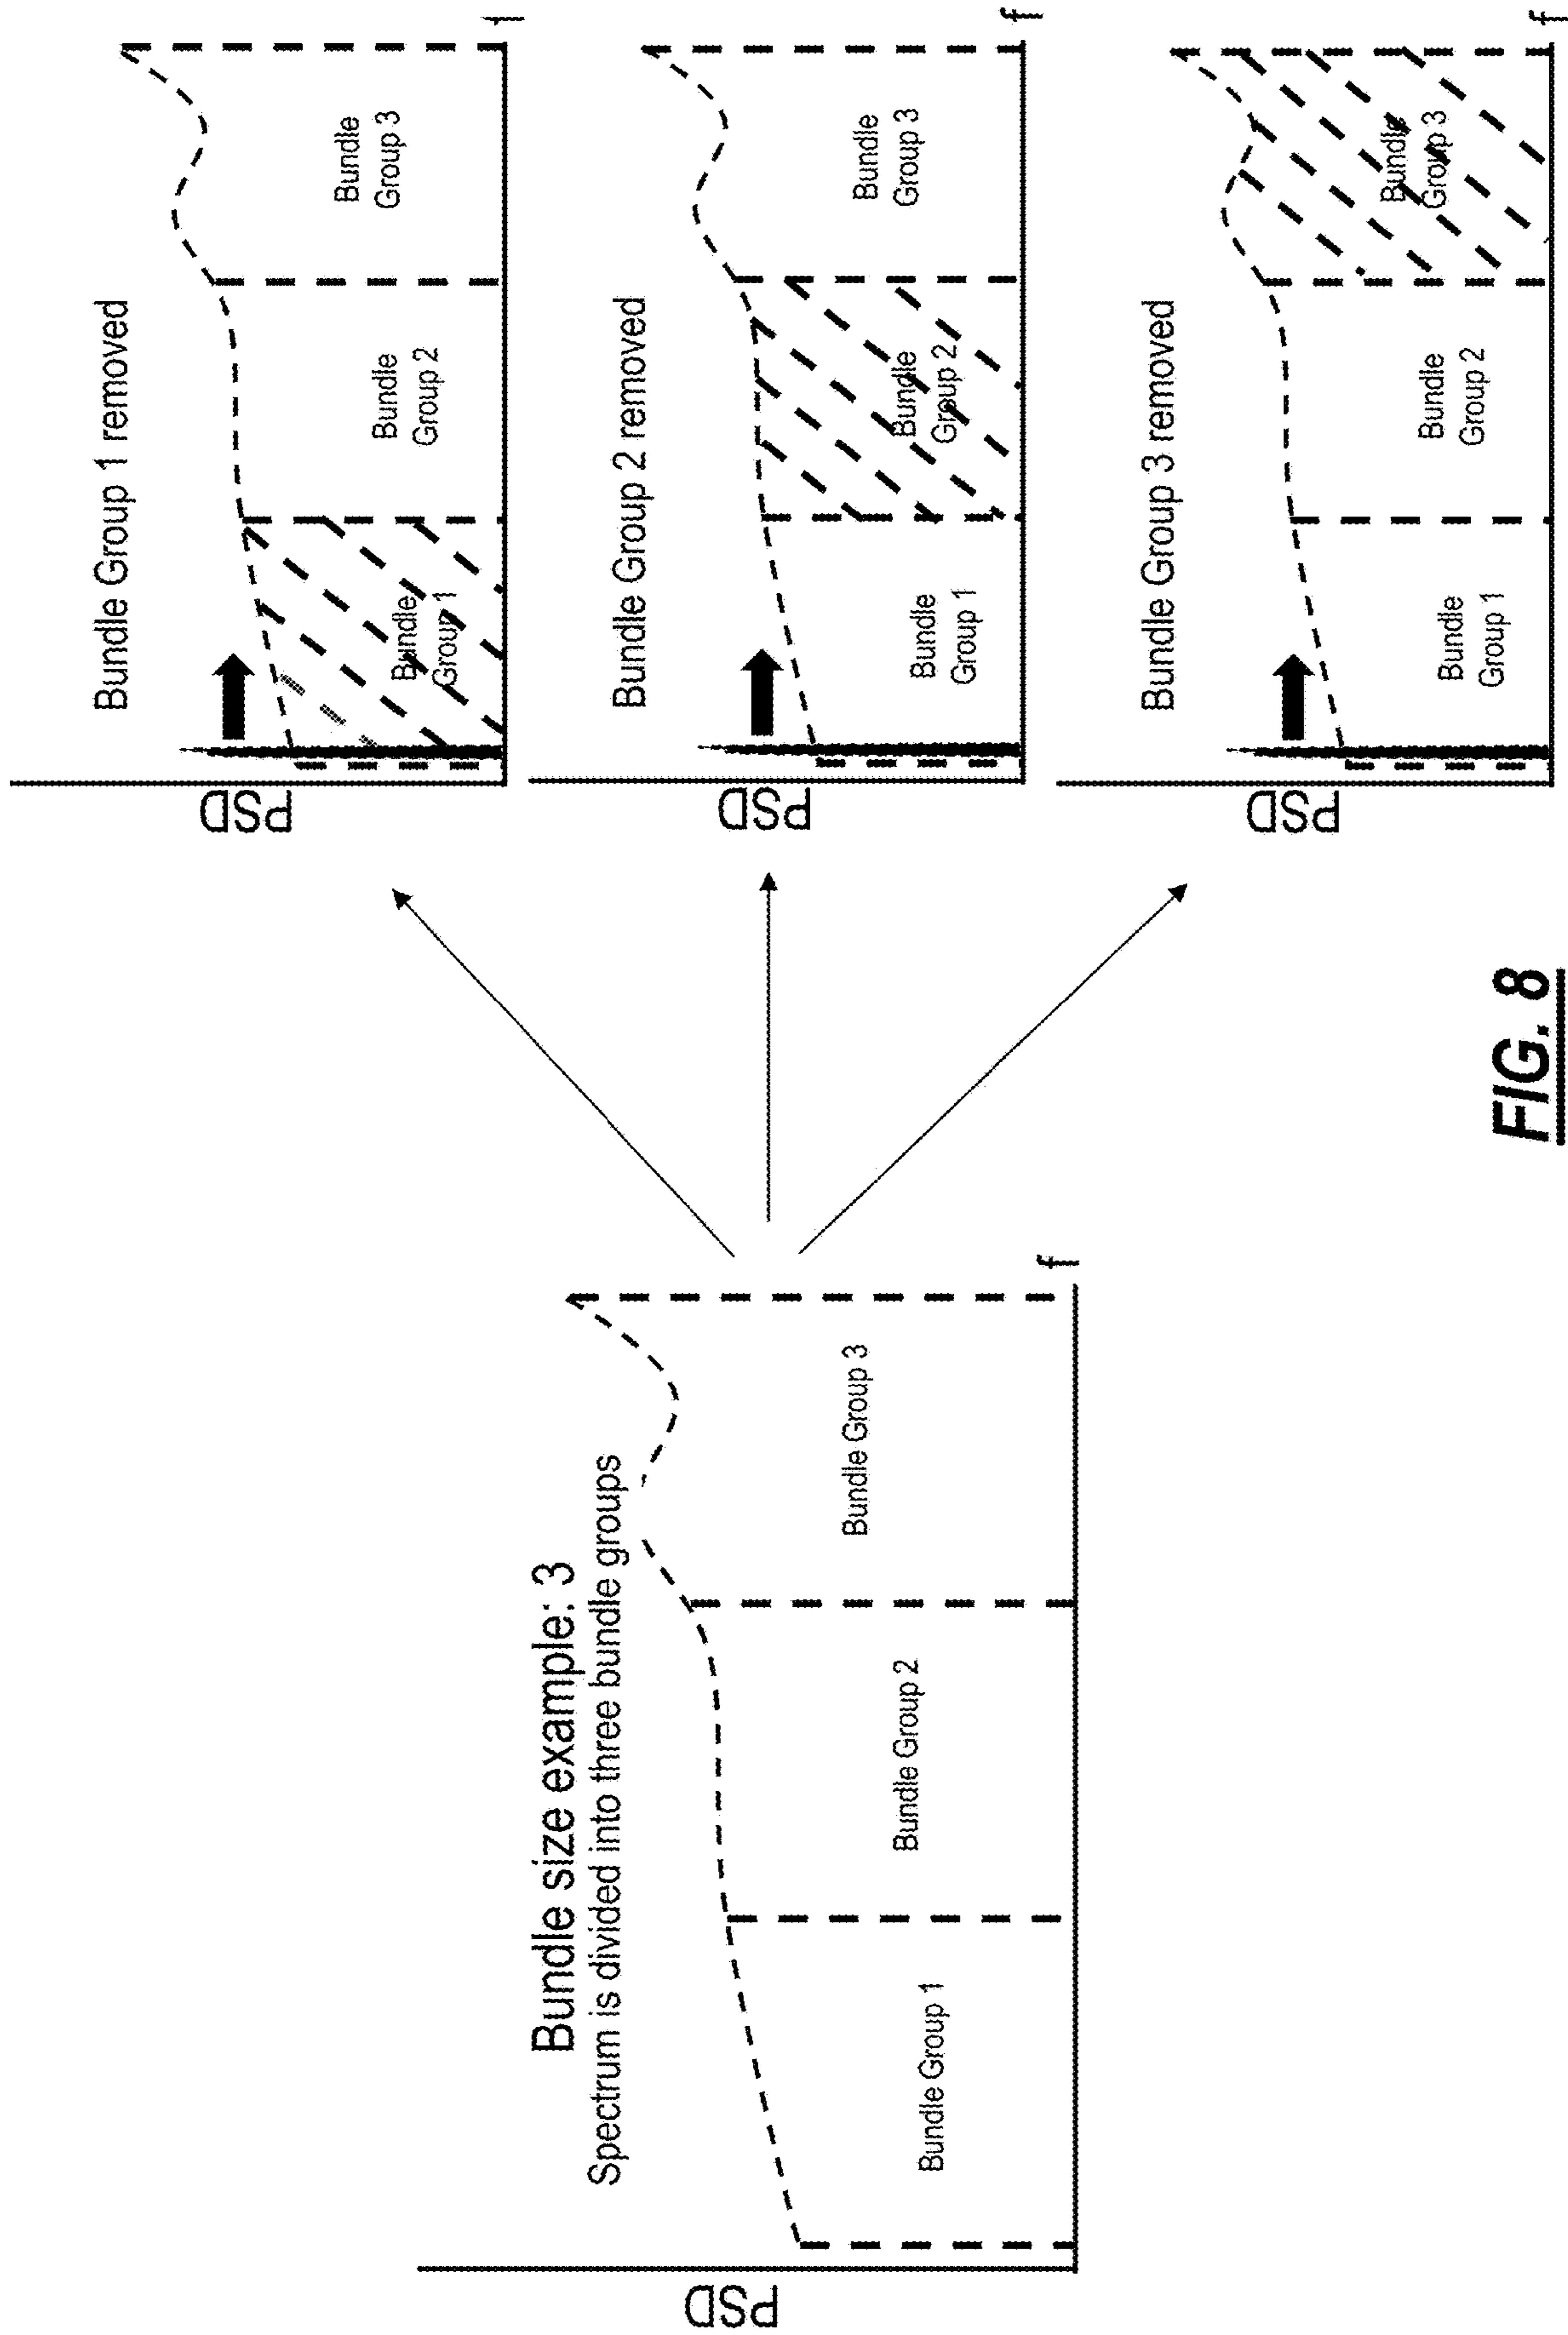 Bundle size example: 3
Spectrum is divided into three bundle groups
PSD
Bundle Group 1
Bundle Group 2
Bundle Group 3
f
Bundle Group 1 removed
PSD
Bundle
Group 1
Bundle
Group 2
Bundle
Group 3
f
Bundle Group 2 removed
PSD
Bundle
Group 1
Bundle
Group 2
Bundle
Group 3
f
Bundle Group 3 removed
PSD
Bundle
Group 1
Bundle
Group 2
Bundle
Group 3
f
FIG. 8